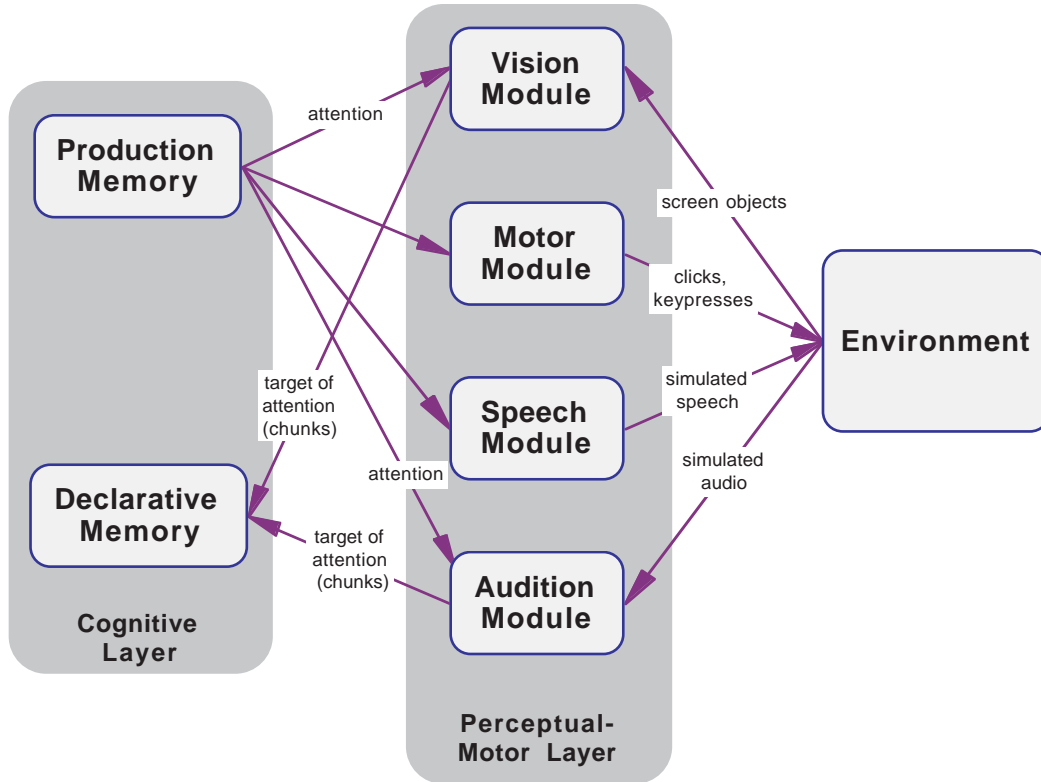 Vision
Module
attention
Production
Memory
screen objects
Motor
Module
clicks,
keypresses
Environment
target of
attention
(chunks)
simulated
speech
Speech
Module
attention
simulated
audio
Declarative
Memory
target of
attention
(chunks)
Audition
Module
Cognitive
Layer
Perceptual-
Motor Layer